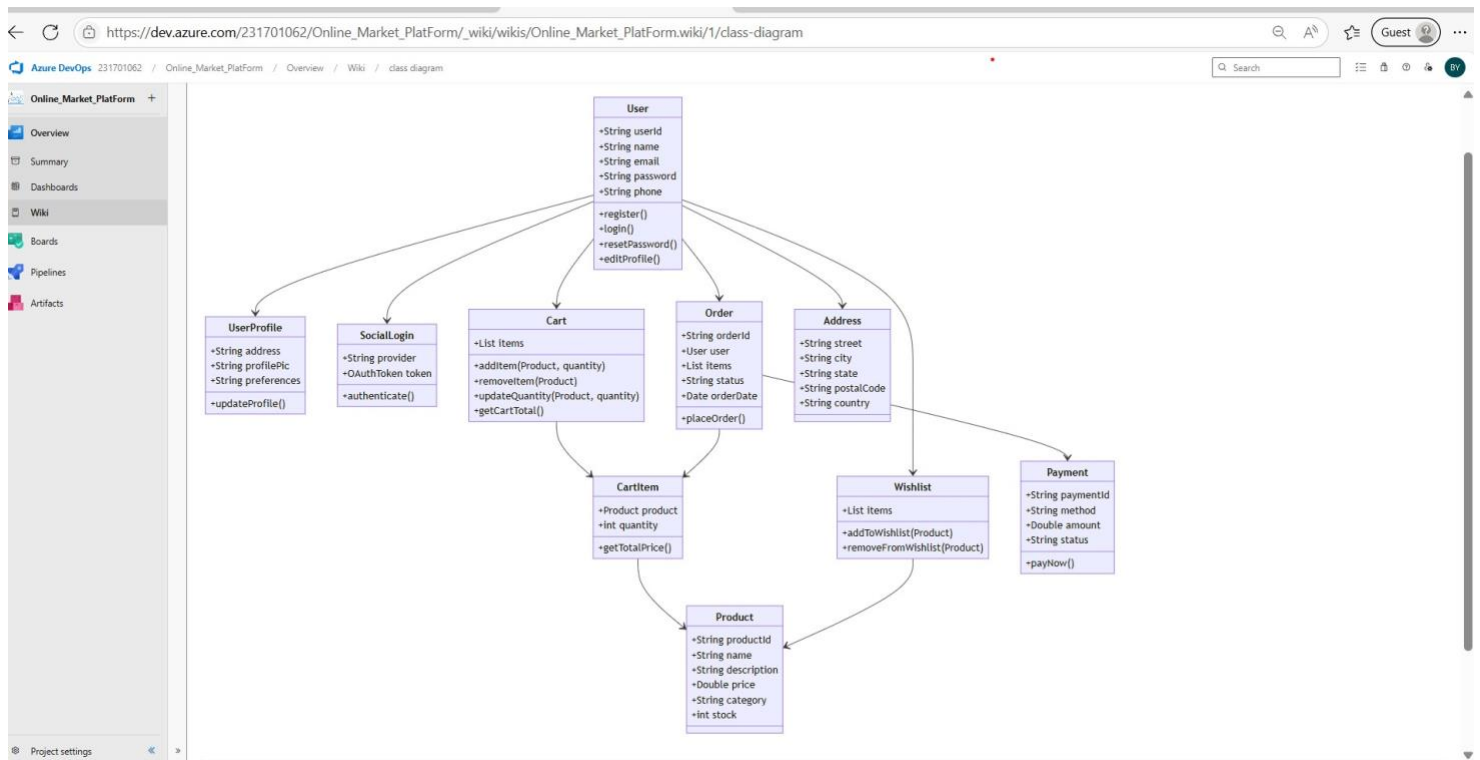 https://dev.azure.com/231701062/Online_Market_PlatForm/_wiki/wikis/Online_Market_PlatForm.wiki/1/class-diagram
Guest
Azure DevOps 231701062 / Online_Market_PlatForm / Overview / Wiki / class diagram
Search
BY
Online_Market_PlatForm +
Overview
Summary
Dashboards
Wiki
Boards
Pipelines
Artifacts
Project settings
User
+String userId
+String name
+String email
+String password
+String phone
+register()
+login()
+resetPassword()
+editProfile()
UserProfile
+String address
+String profilePic
+String preferences
+updateProfile()
SocialLogin
+String provider
+OAuthToken token
+authenticate()
Cart
+List items
+addItem(Product, quantity)
+removeItem(Product)
+updateQuantity(Product, quantity)
+getCartTotal()
Order
+String orderId
+User user
+List items
+String status
+Date orderDate
+placeOrder()
Address
+String street
+String city
+String state
+String postalCode
+String country
CartItem
+Product product
+int quantity
+getTotalPrice()
Wishlist
+List items
+addToWishlist(Product)
+removeFromWishlist(Product)
Payment
+String paymentId
+String method
+Double amount
+String status
+payNow()
Product
+String productId
+String name
+String description
+Double price
+String category
+int stock